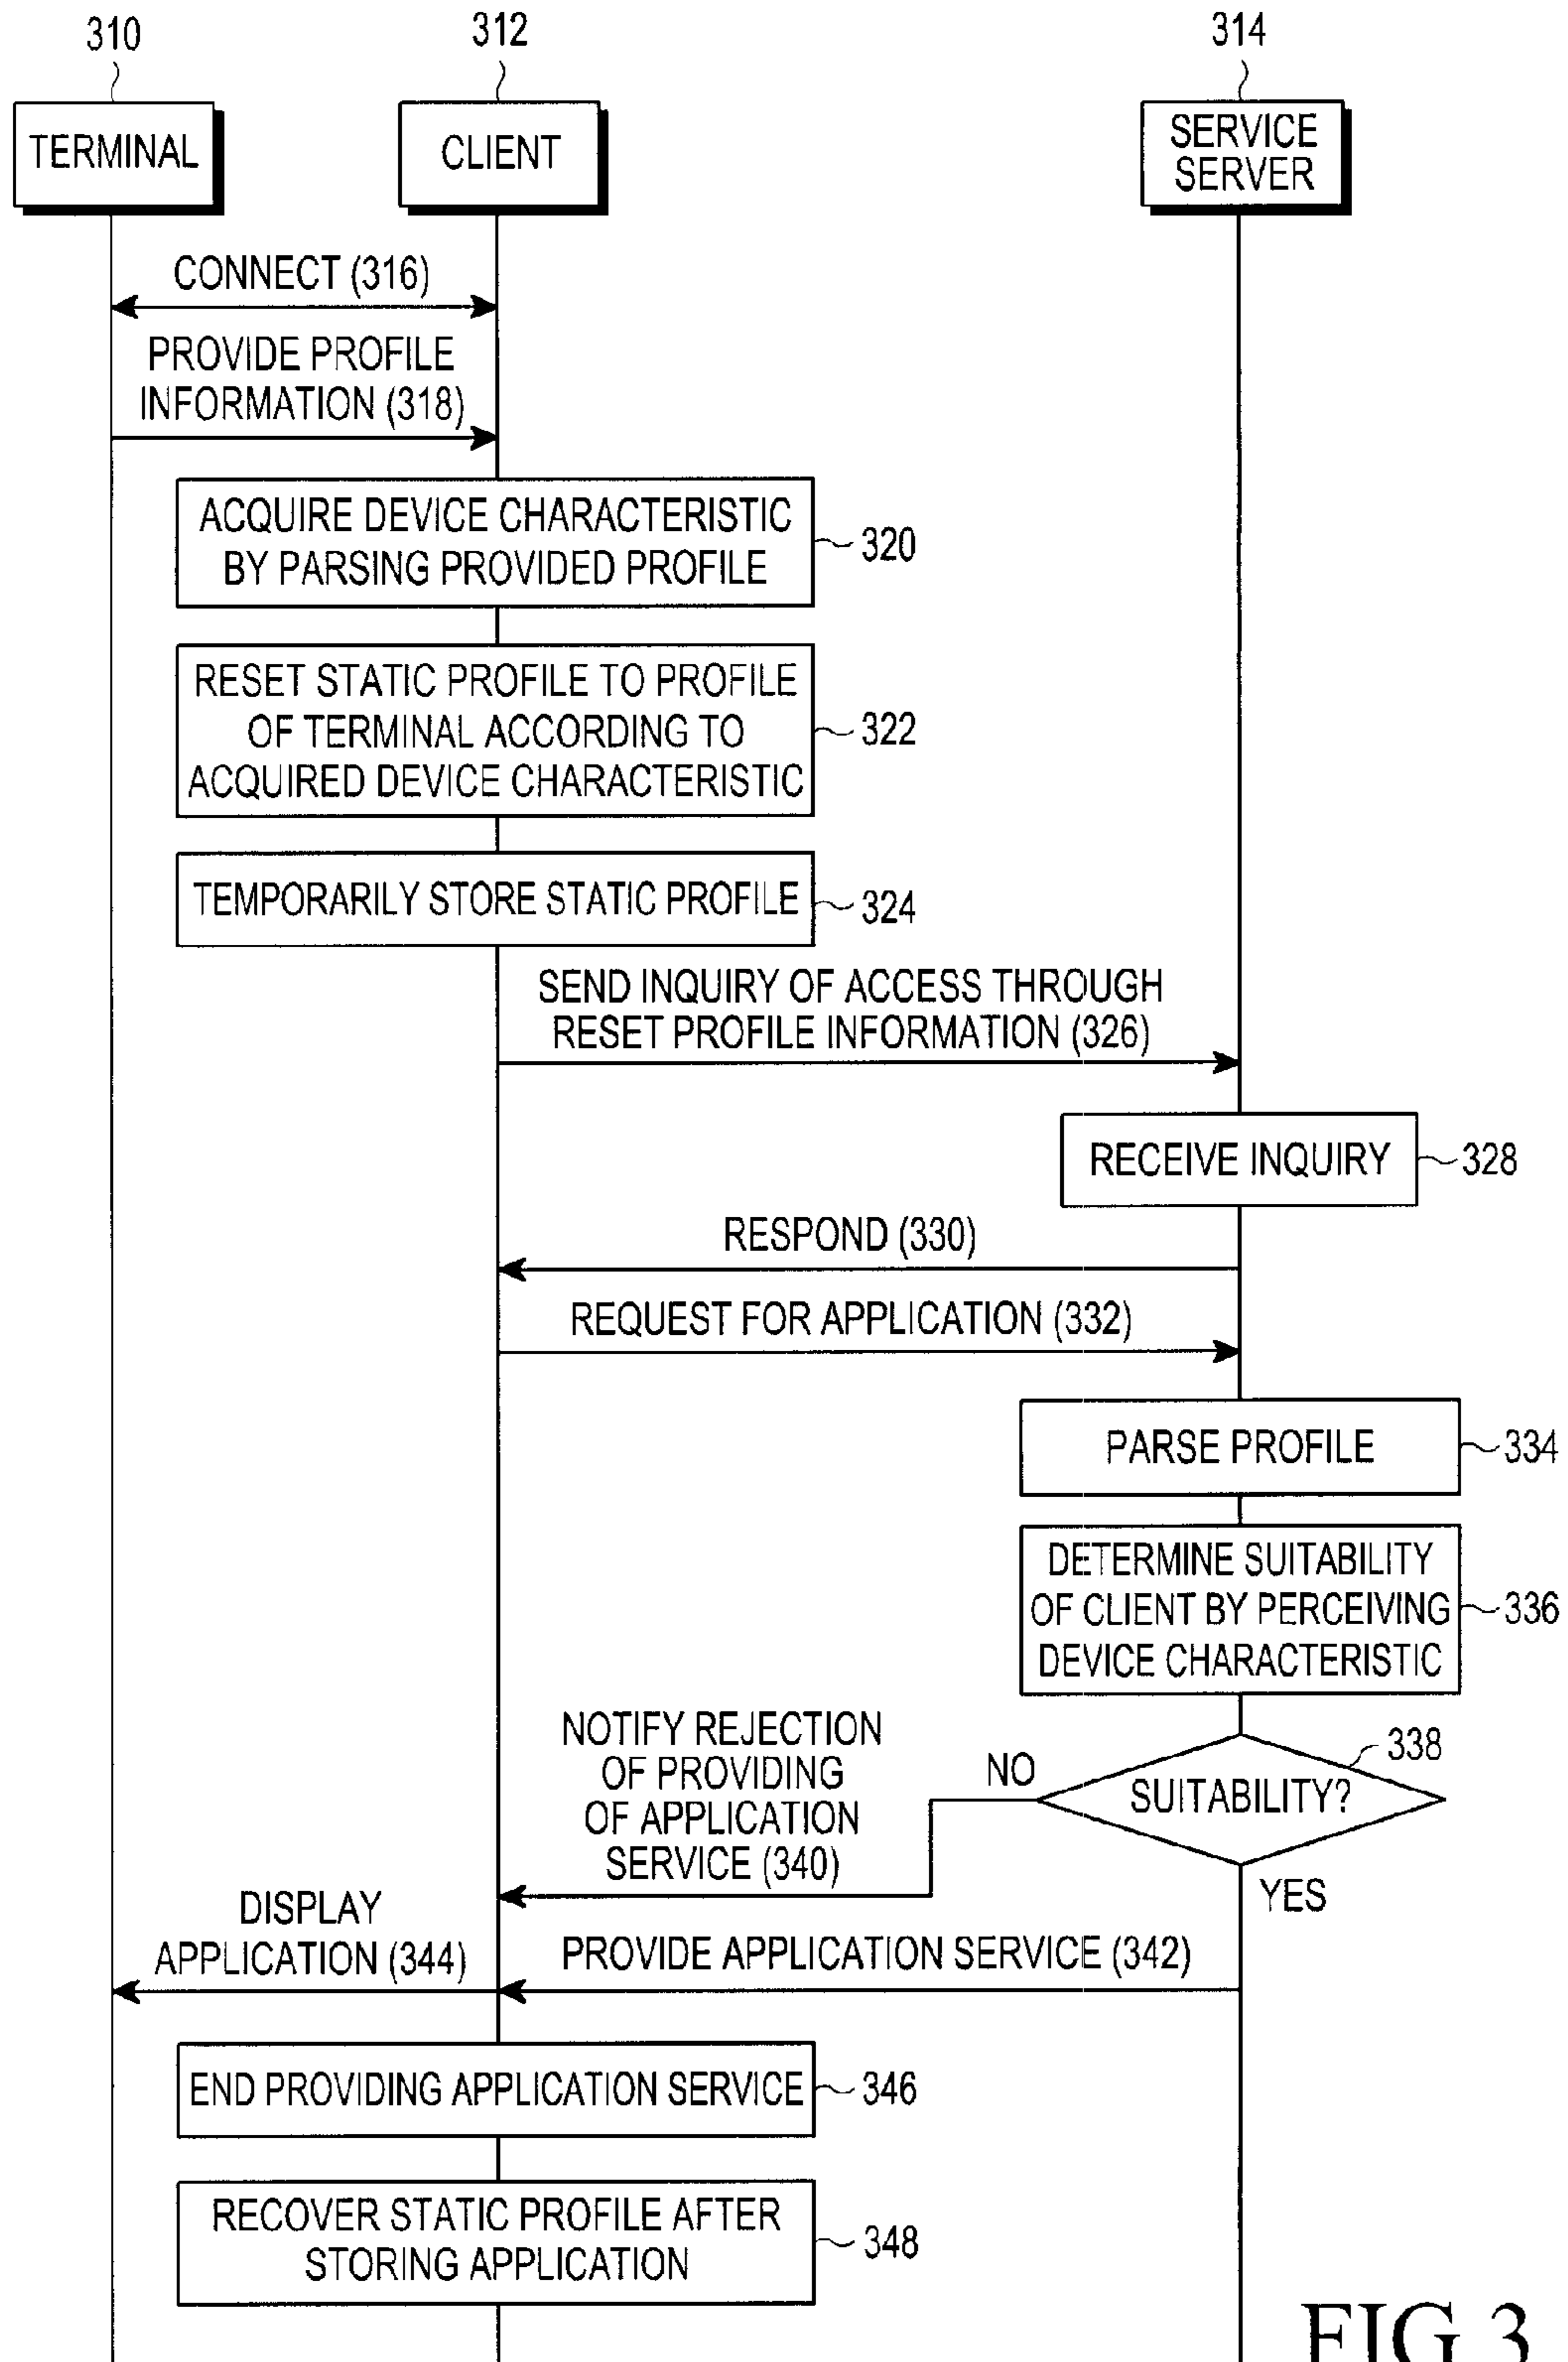 310
312
314
TERMINAL
CLIENT
SERVICE
SERVER
CONNECT (316)
PROVIDE PROFILE
INFORMATION (318)
ACQUIRE DEVICE CHARACTERISTIC
BY PARSING PROVIDED PROFILE
320
RESET STATIC PROFILE TO PROFILE
OF TERMINAL ACCORDING TO
ACQUIRED DEVICE CHARACTERISTIC
322
TEMPORARILY STORE STATIC PROFILE
324
SEND INQUIRY OF ACCESS THROUGH
RESET PROFILE INFORMATION (326)
RECEIVE INQUIRY
328
RESPOND (330)
REQUEST FOR APPLICATION (332)
PARSE PROFILE
334
DETERMINE SUITABILITY
OF CLIENT BY PERCEIVING
DEVICE CHARACTERISTIC
336
NOTIFY REJECTION
OF PROVIDING
OF APPLICATION
SERVICE (340)
NO
338
SUITABILITY?
YES
DISPLAY
APPLICATION (344)
PROVIDE APPLICATION SERVICE (342)
END PROVIDING APPLICATION SERVICE
346
RECOVER STATIC PROFILE AFTER
STORING APPLICATION
348
FIG.3